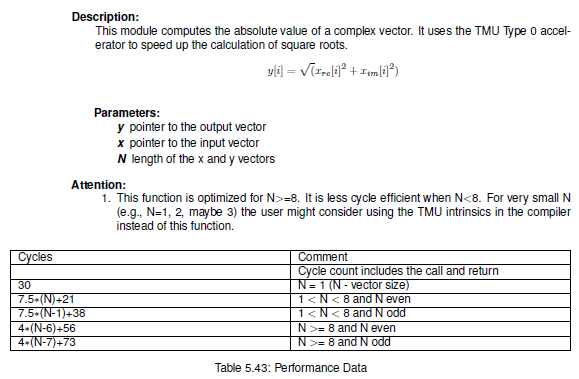 Description:
This module computes the absolute value of a complex vector. It uses the TMU Type 0 accel-
erator to speed up the calculation of square roots.
y[i] = √(x_re[i]² + x_im[i]²)
Parameters:
y pointer to the output vector
x pointer to the input vector
N length of the x and y vectors
Attention:
1. This function is optimized for N>=8. It is less cycle efficient when N<8. For very small N
(e.g., N=1, 2, maybe 3) the user might consider using the TMU intrinsics in the compiler
instead of this function.
Cycles Comment
Cycle count includes the call and return
30 N = 1 (N - vector size)
7.5*(N)+21 1 < N < 8 and N even
7.5*(N-1)+38 1 < N < 8 and N odd
4*(N-6)+56 N >= 8 and N even
4*(N-7)+73 N >= 8 and N odd
Table 5.43: Performance Data